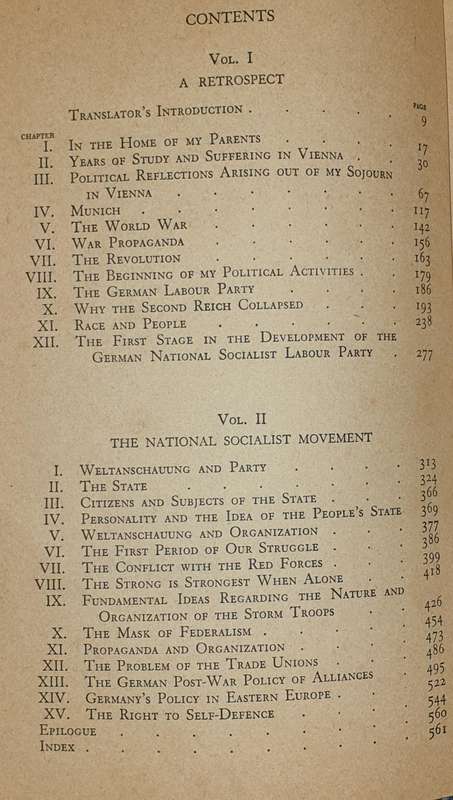 CONTENTS
Vol. I
A RETROSPECT
PAGE
Translator's Introduction . . . . . 9
CHAPTER
I. In the Home of my Parents . . . . 17
II. Years of Study and Suffering in Vienna . . 30
III. Political Reflections Arising out of my Sojourn
in Vienna . . . . . . . 67
IV. Munich . . . . . . . 117
V. The World War . . . . . 142
VI. War Propaganda . . . . . 156
VII. The Revolution . . . . . 163
VIII. The Beginning of my Political Activities . . 179
IX. The German Labour Party . . . . 186
X. Why the Second Reich Collapsed . . . 193
XI. Race and People . . . . . . 238
XII. The First Stage in the Development of the
German National Socialist Labour Party . 277
Vol. II
THE NATIONAL SOCIALIST MOVEMENT
I. Weltanschauung and Party . . . . 313
II. The State . . . . . . . 324
III. Citizens and Subjects of the State . . . 366
IV. Personality and the Idea of the People's State 369
V. Weltanschauung and Organization . . . 377
VI. The First Period of Our Struggle . . . 386
VII. The Conflict with the Red Forces . . . 399
VIII. The Strong is Strongest When Alone . . 418
IX. Fundamental Ideas Regarding the Nature and
Organization of the Storm Troops . . 426
X. The Mask of Federalism . . . . . 454
XI. Propaganda and Organization . . . . 473
XII. The Problem of the Trade Unions . . . 486
XIII. The German Post-War Policy of Alliances . 495
XIV. Germany's Policy in Eastern Europe . . . 522
XV. The Right to Self-Defence . . . . 544
Epilogue . . . . . . . . 560
Index . . . . . . . . . 561